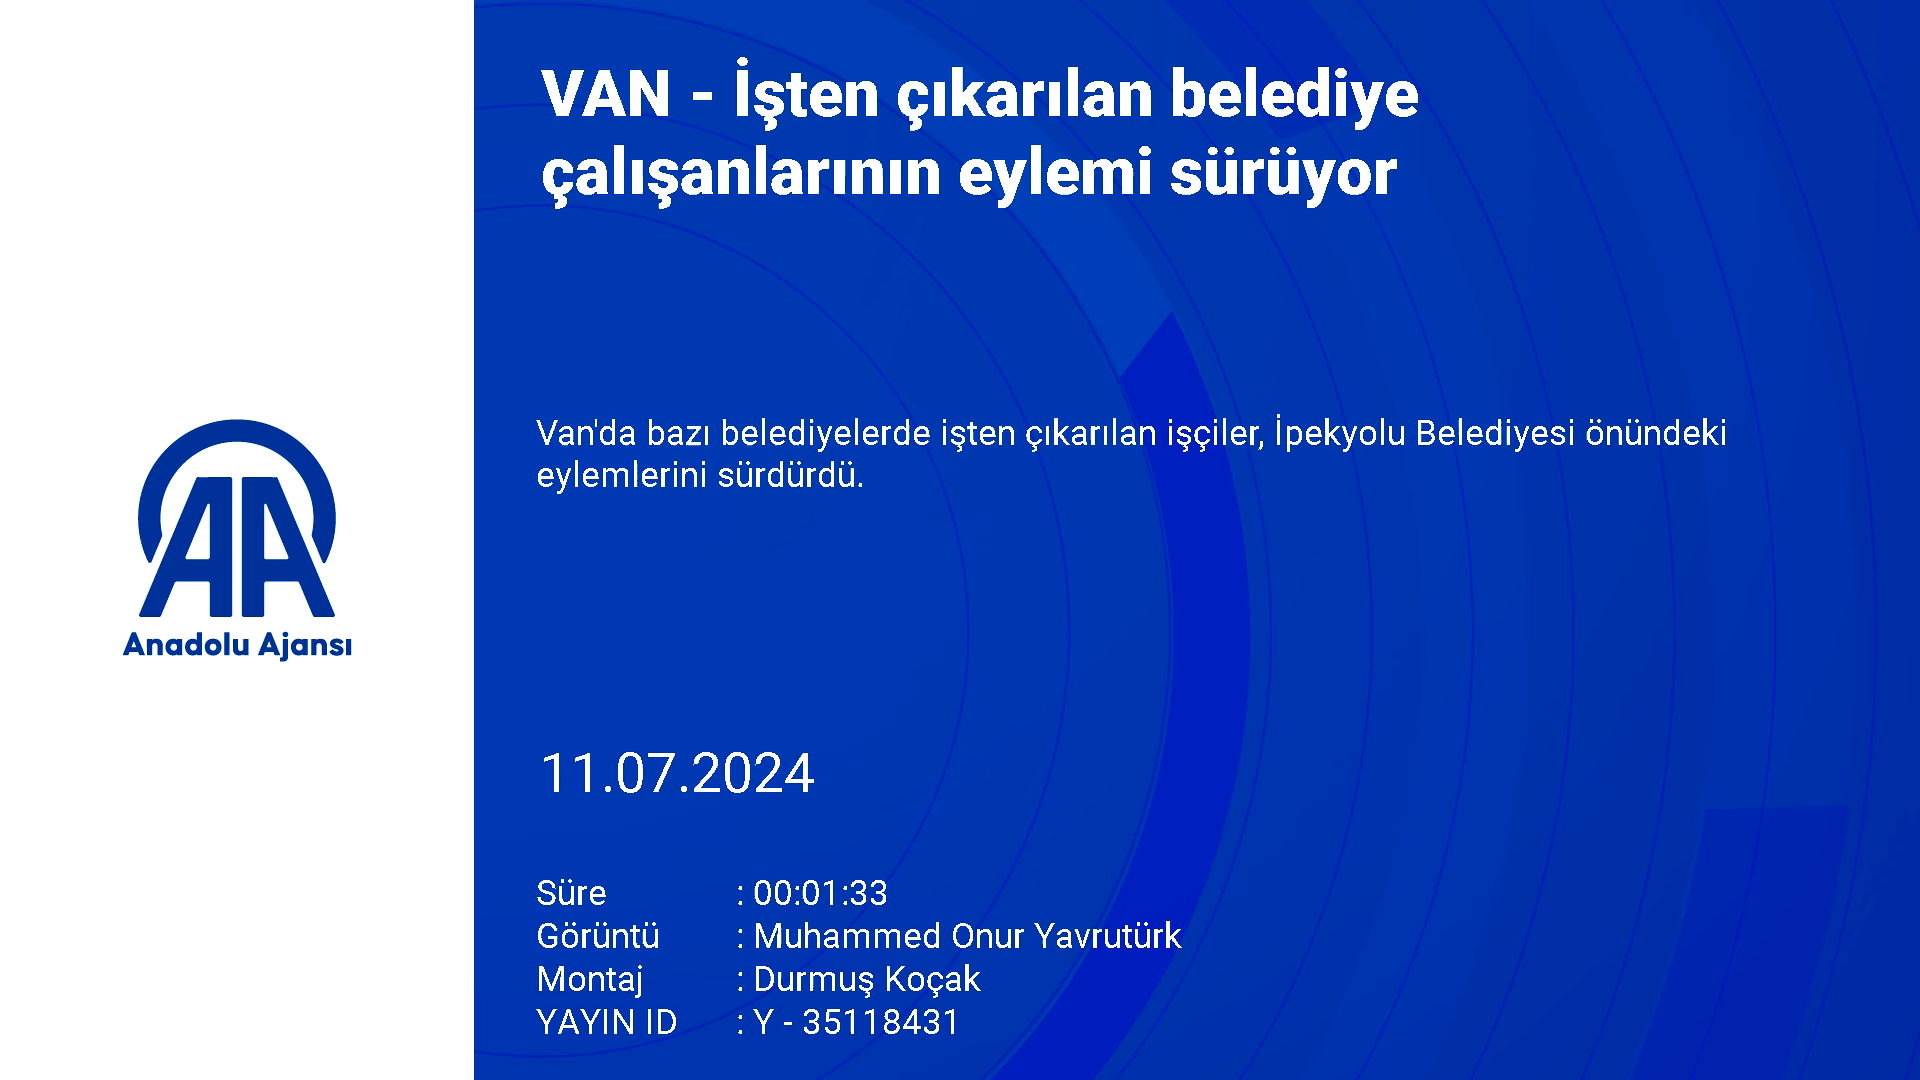 VAN - İşten çıkarılan belediye
çalışanlarının eylemi sürüyor
AA
Anadolu Ajansı
Van'da bazı belediyelerde işten çıkarılan işçiler, İpekyolu Belediyesi önündeki
eylemlerini sürdürdü.
11.07.2024
Süre : 00:01:33
Görüntü : Muhammed Onur Yavrutürk
Montaj : Durmuş Koçak
YAYIN ID : Y - 35118431